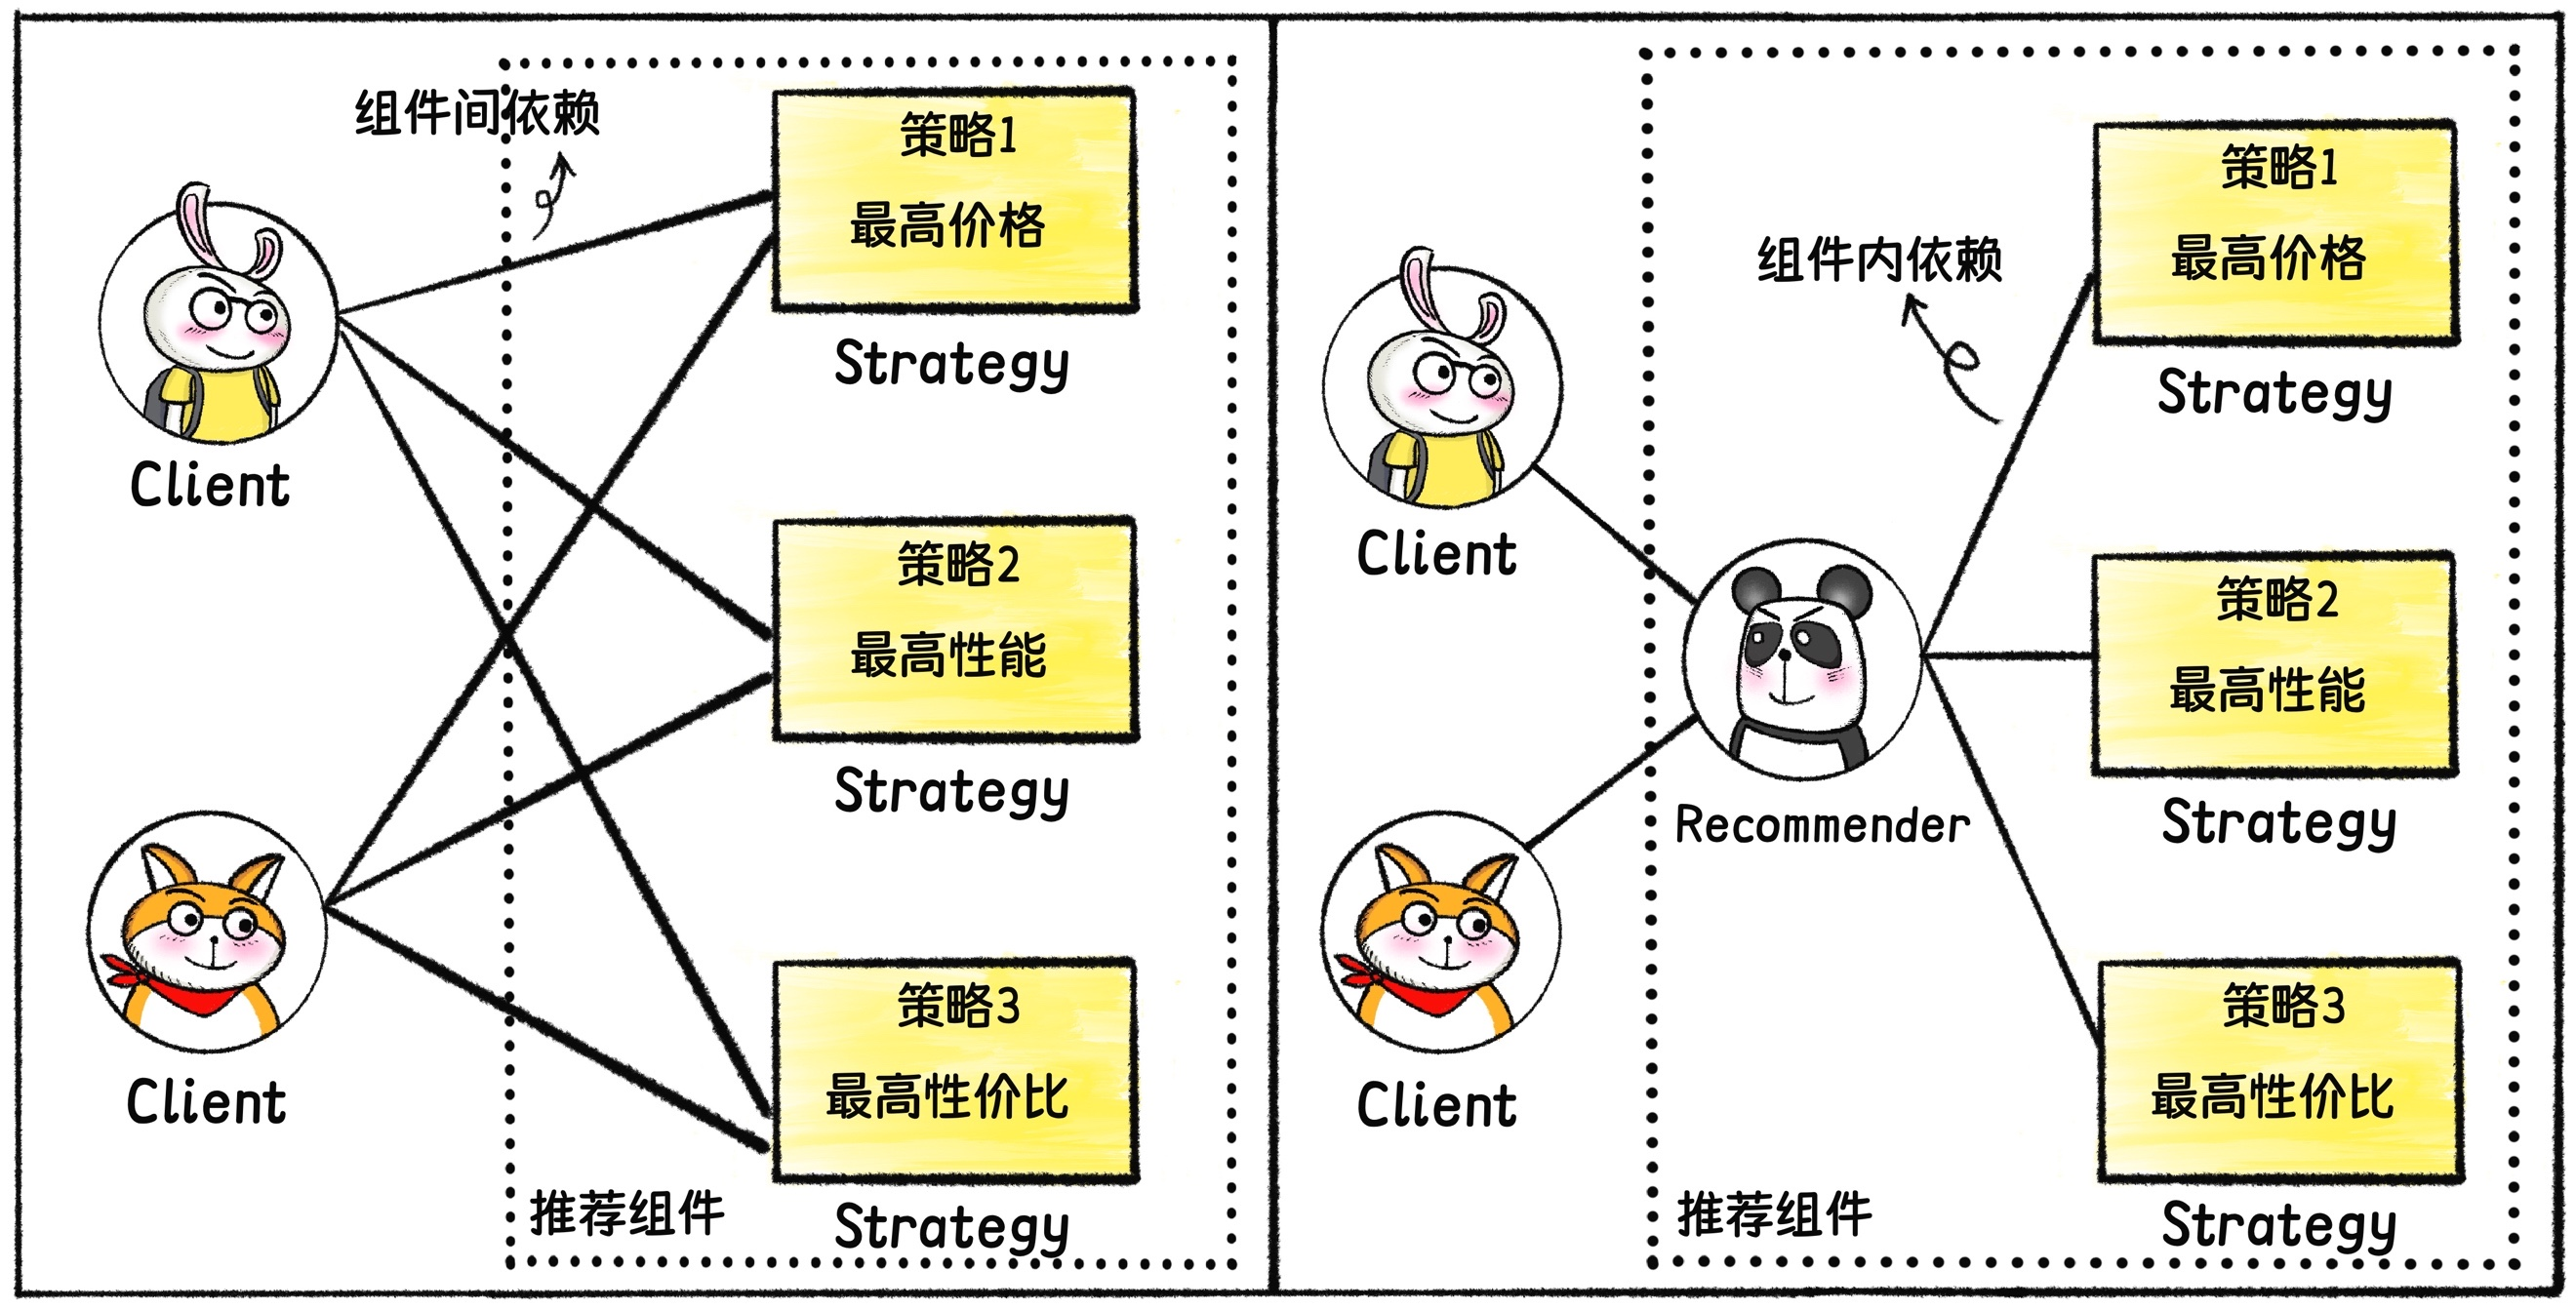 组件间依赖
策略1
最高价格
Strategy
Client
策略2
最高性能
Strategy
Client
策略3
最高性价比
Strategy
推荐组件
组件内依赖
策略1
最高价格
Strategy
Client
策略2
最高性能
Strategy
Recommender
Client
策略3
最高性价比
Strategy
推荐组件